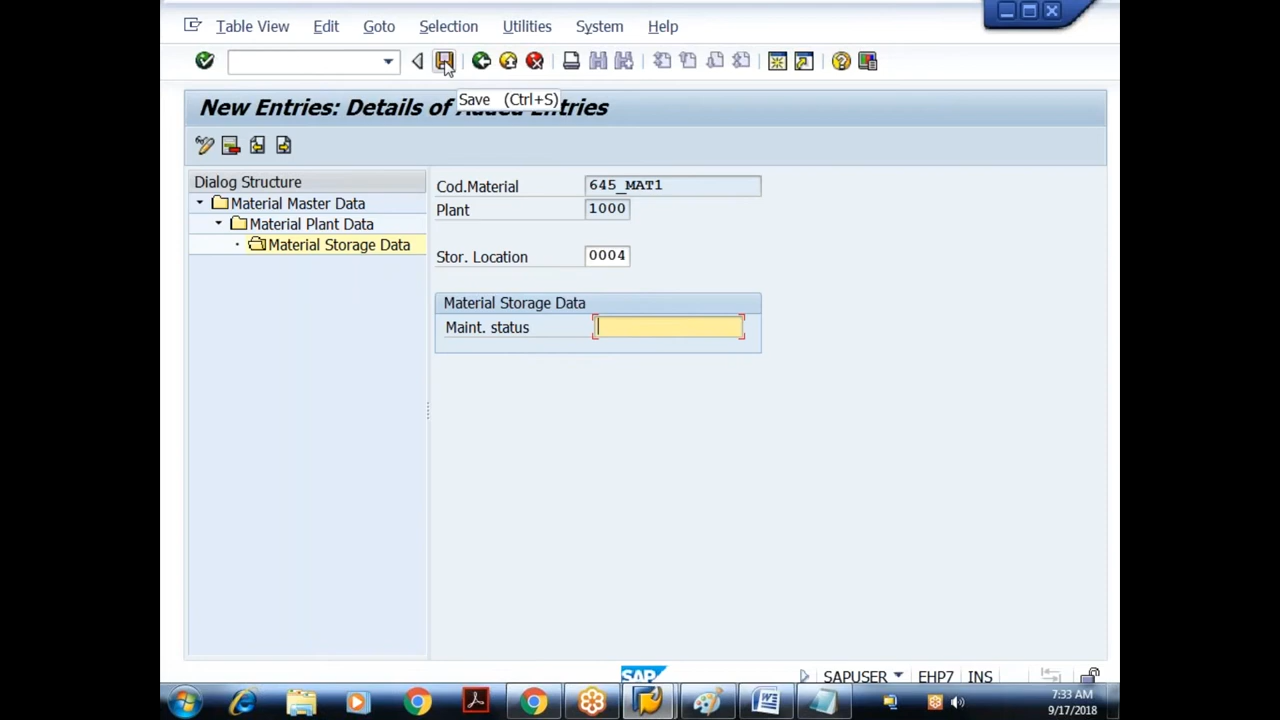 Table View Edit Goto Selection Utilities System Help
Save (Ctrl+S)
New Entries: Details of Added Entries
Dialog Structure
Material Master Data
Material Plant Data
Material Storage Data
Cod.Material 645_MAT1
Plant 1000
Stor. Location 0004
Material Storage Data
Maint. status
SAP
SAPUSER EHP7 INS
7:33 AM
9/17/2018